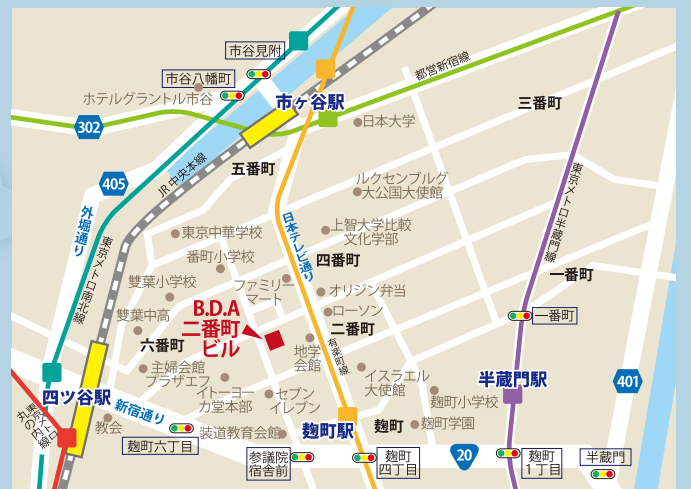 市谷見附
市谷八幡町
ホテルグラントル市谷
市ヶ谷駅
都営新宿線
三番町
302
日本大学
JR中央本線
五番町
405
ルクセンブルグ
大公国大使館
東京メトロ半蔵門線
外堀通り
東京メトロ南北線
日本テレビ通り
東京中華学校
上智大学比較
文化学部
番町小学校
四番町
一番町
双葉小学校
ファミリー
マート
オリジン弁当
B.D.A
二番町
ビル
ローソン
一番町
双葉中高
二番町
六番町
地学
会館
有楽町線
主婦会館
プラザエフ
イスラエル
大使館
半蔵門駅
401
イトーヨー
カ堂本部
セブン
イレブン
麹町小学校
四ツ谷駅
新宿通り
東京メトロ
丸の内線
教会
装道教育会館
麹町駅
麹町
麹町学園
麹町六丁目
参議院
宿舎前
麹町
四丁目
20
麹町
1丁目
半蔵門